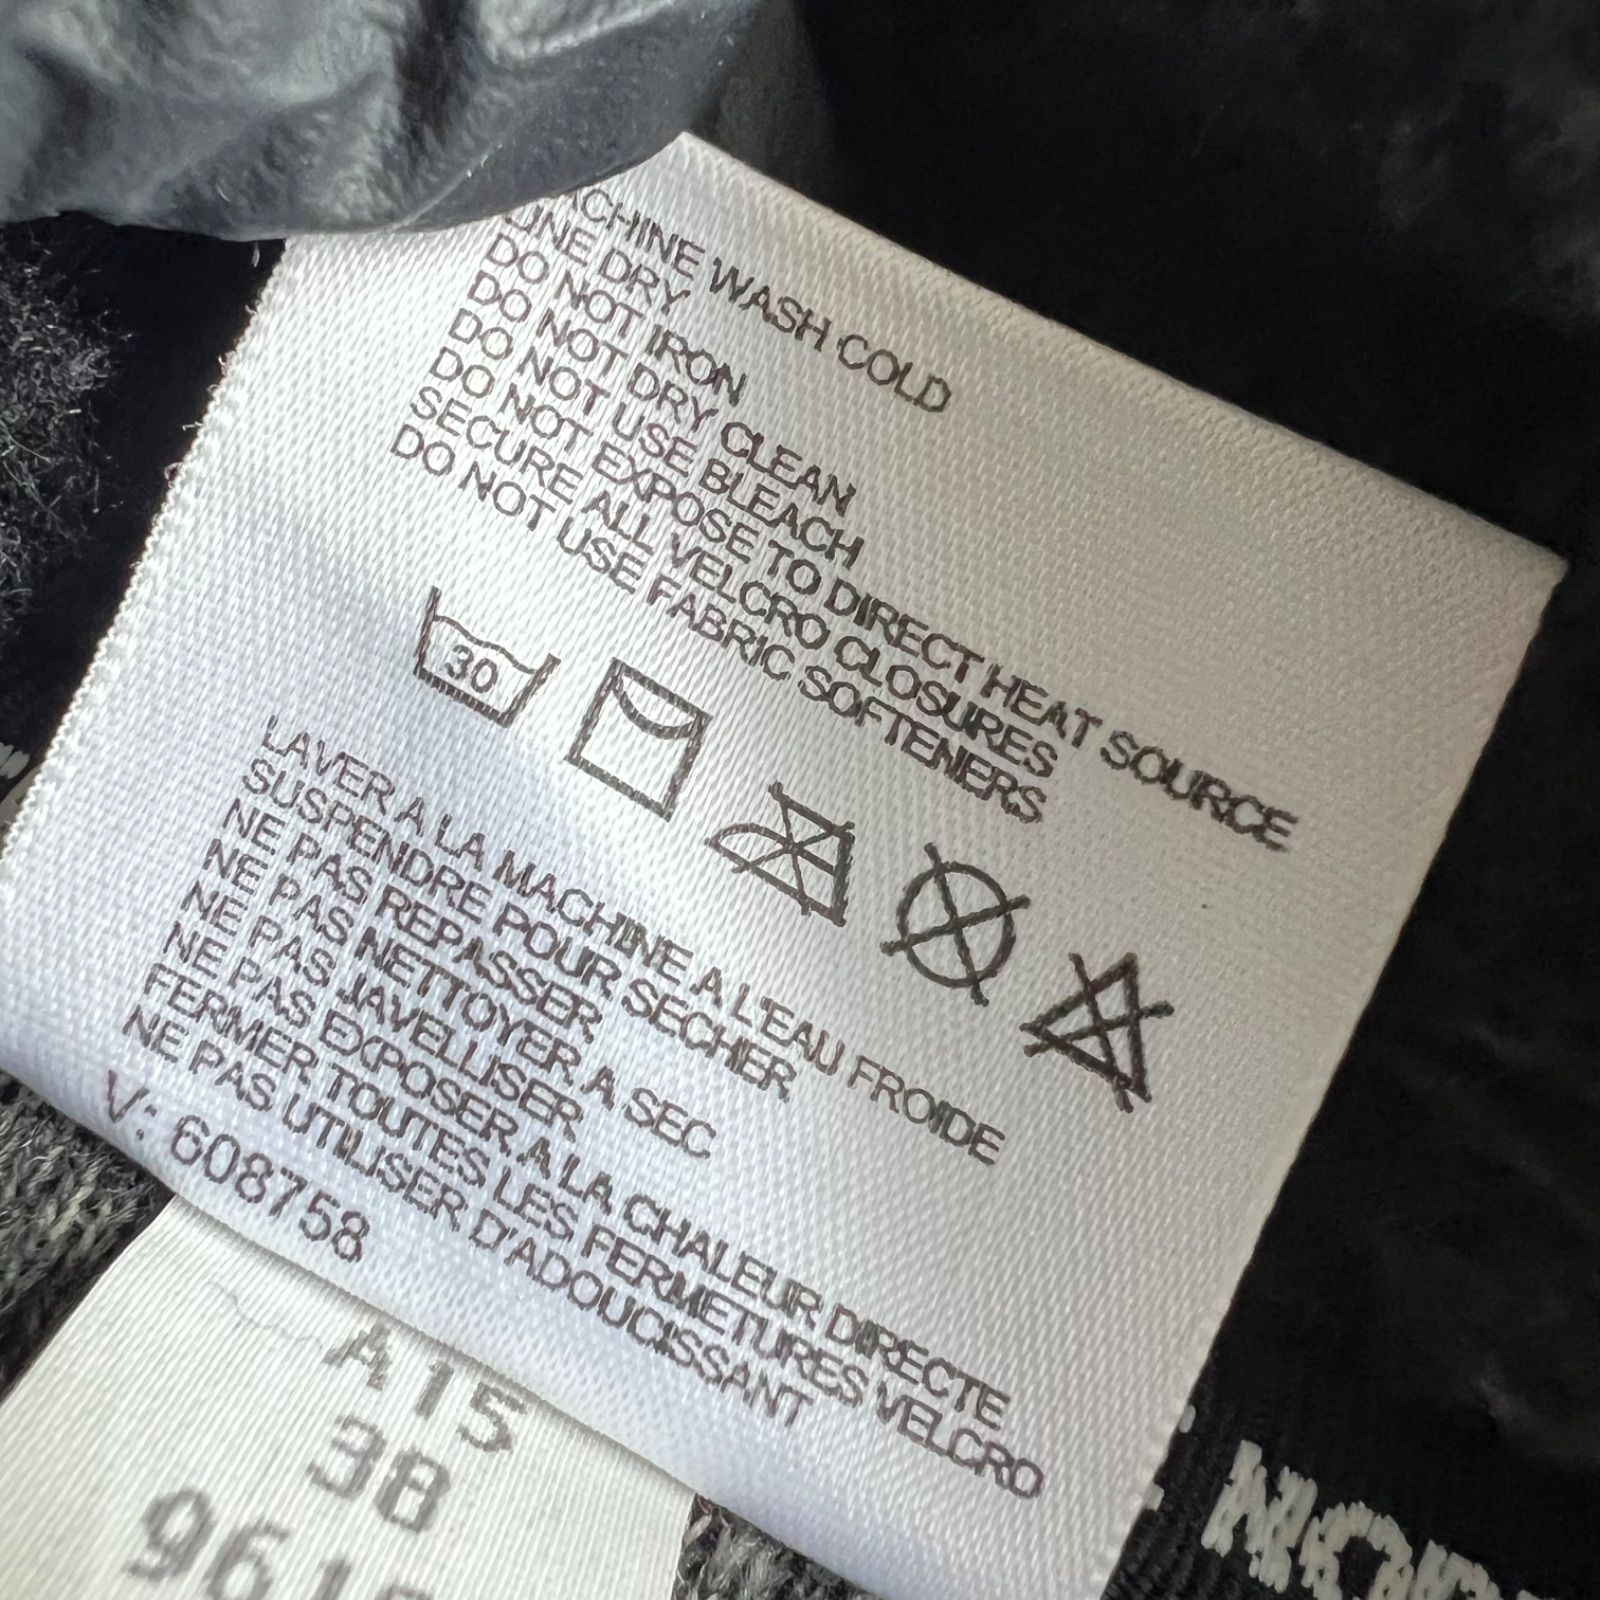 ACHINE WASH COLD
LINE DRY
DO NOT IRON
DO NOT DRY CLEAN
DO NOT USE BLEACH
DO NOT EXPOSE TO DIRECT HEAT SOURCE
SECURE ALL VELCRO CLOSURES
DO NOT USE FABRIC SOFTENERS
30
LAVER A LA MACHINE A L'EAU FROIDE
SUSPENDRE POUR SECHER
NE PAS REPASSER
NE PAS NETTOYER A SEC
NE PAS JAVELLISER
NE PAS EXPOSER A LA CHALEUR DIRECTE
FERMER TOUTES LES FERMETURES VELCRO
NE PAS UTILISER D'ADOUCISSANT
V: 608758
A15
38